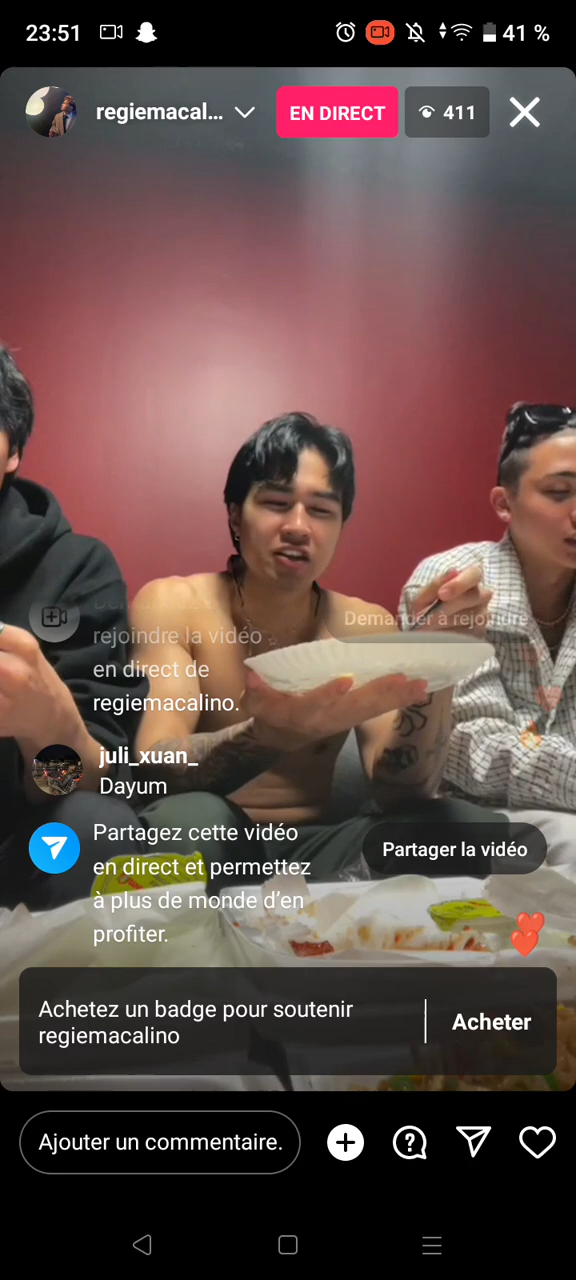 23:51
41 %
regiemacal...
EN DIRECT
411
Demander à rejoindre
rejoindre la vidéo
en direct de
regiemacalino.
juli_xuan_
Dayum
Partagez cette vidéo
en direct et permettez
à plus de monde d'en
profiter.
Partager la vidéo
Achetez un badge pour soutenir
regiemacalino
Acheter
Ajouter un commentaire.